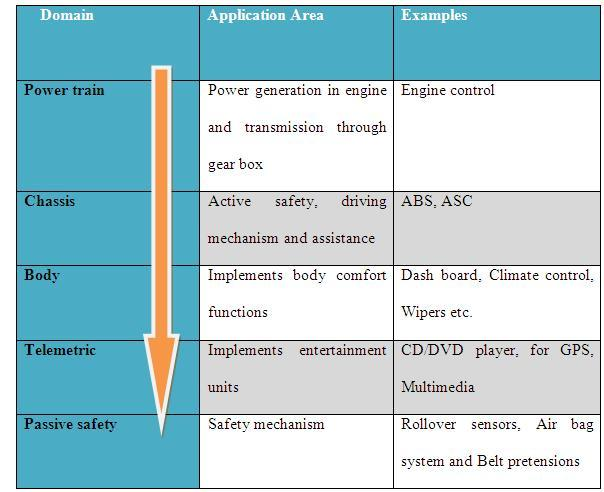 Domain
Application Area
Examples
Power train
Power generation in engine
and transmission through
gear box
Engine control
Chassis
Active safety, driving
mechanism and assistance
ABS, ASC
Body
Implements body comfort
functions
Dash board, Climate control,
Wipers etc.
Telemetric
Implements entertainment
units
CD/DVD player, for GPS,
Multimedia
Passive safety
Safety mechanism
Rollover sensors, Air bag
system and Belt pretensions